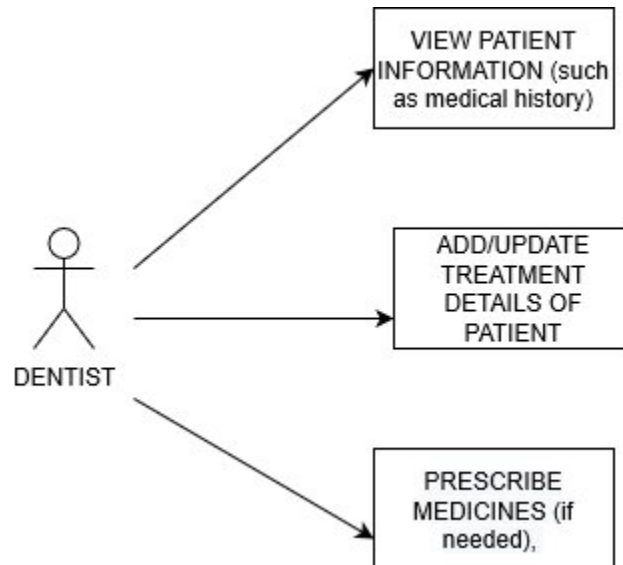 VIEW PATIENT
INFORMATION (such
as medical history)
ADD/UPDATE
TREATMENT
DETAILS OF
PATIENT
DENTIST
PRESCRIBE
MEDICINES (if
needed),